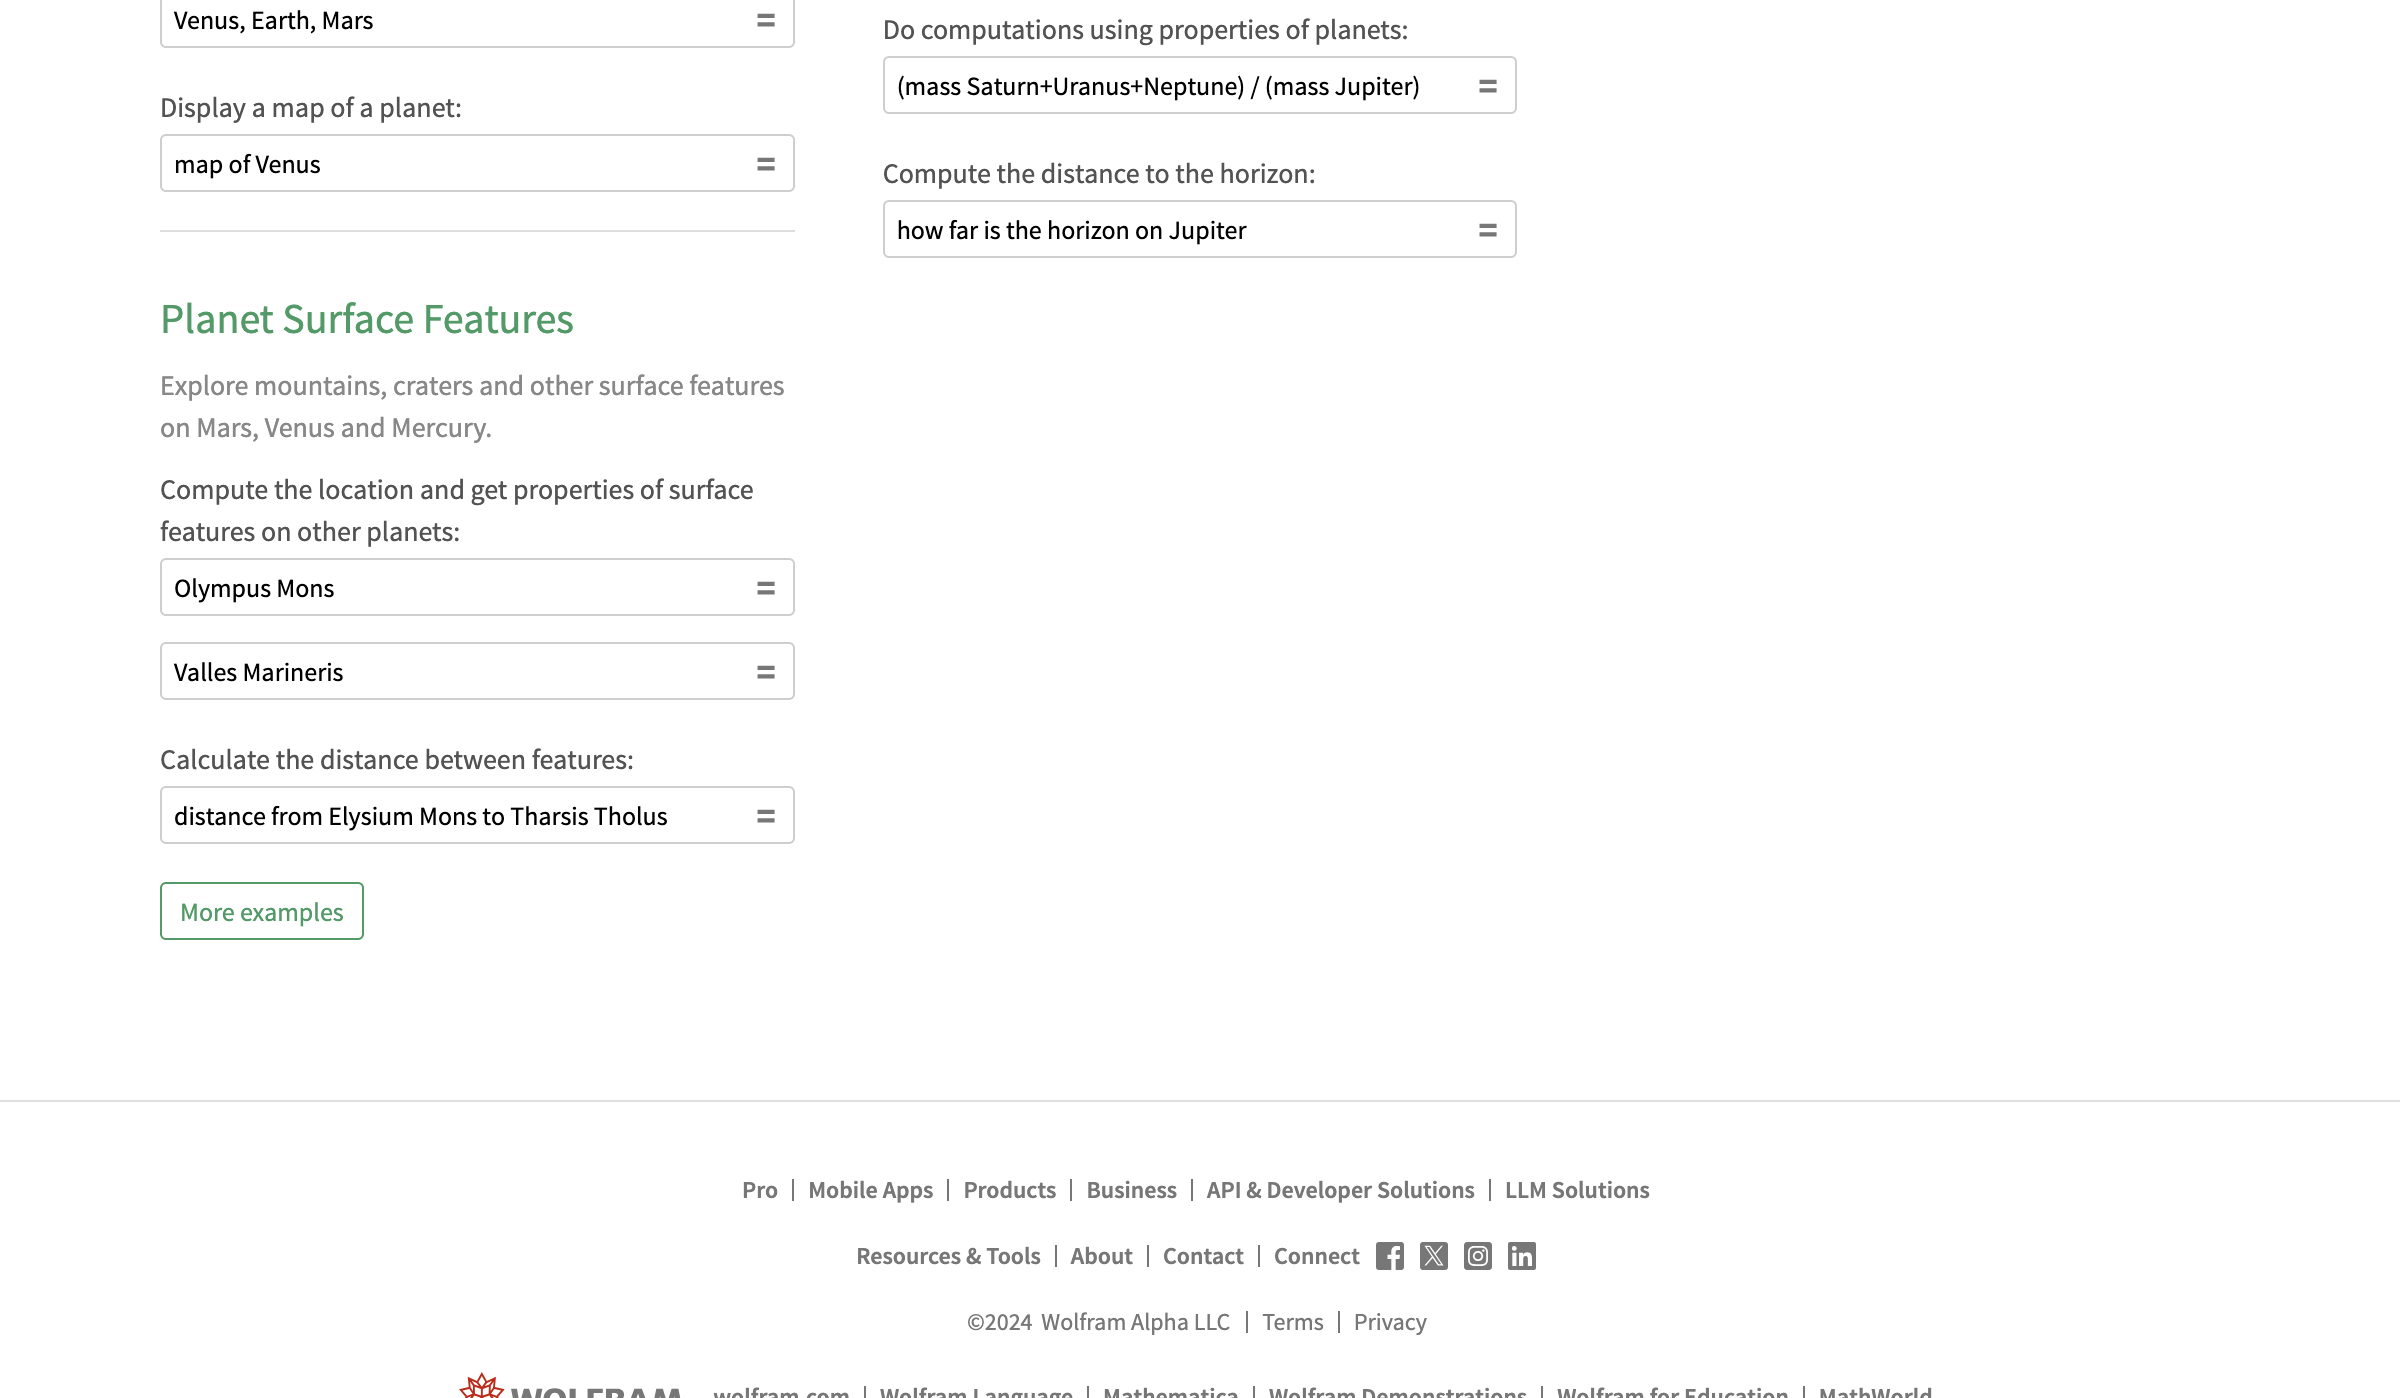 Venus, Earth, Mars
Display a map of a planet:
map of Venus
Planet Surface Features
Explore mountains, craters and other surface features
on Mars, Venus and Mercury.
Compute the location and get properties of surface
features on other planets:
Olympus Mons
Valles Marineris
Calculate the distance between features:
distance from Elysium Mons to Tharsis Tholus
More examples
Do computations using properties of planets:
(mass Saturn+Uranus+Neptune) / (mass Jupiter)
Compute the distance to the horizon:
how far is the horizon on Jupiter
Pro | Mobile Apps | Products | Business | API & Developer Solutions | LLM Solutions
Resources & Tools | About | Contact | Connect
©2024 Wolfram Alpha LLC | Terms | Privacy
WOLFRAM wolfram.com | Wolfram Language | Mathematica | Wolfram Demonstrations | Wolfram for Education | MathWorld